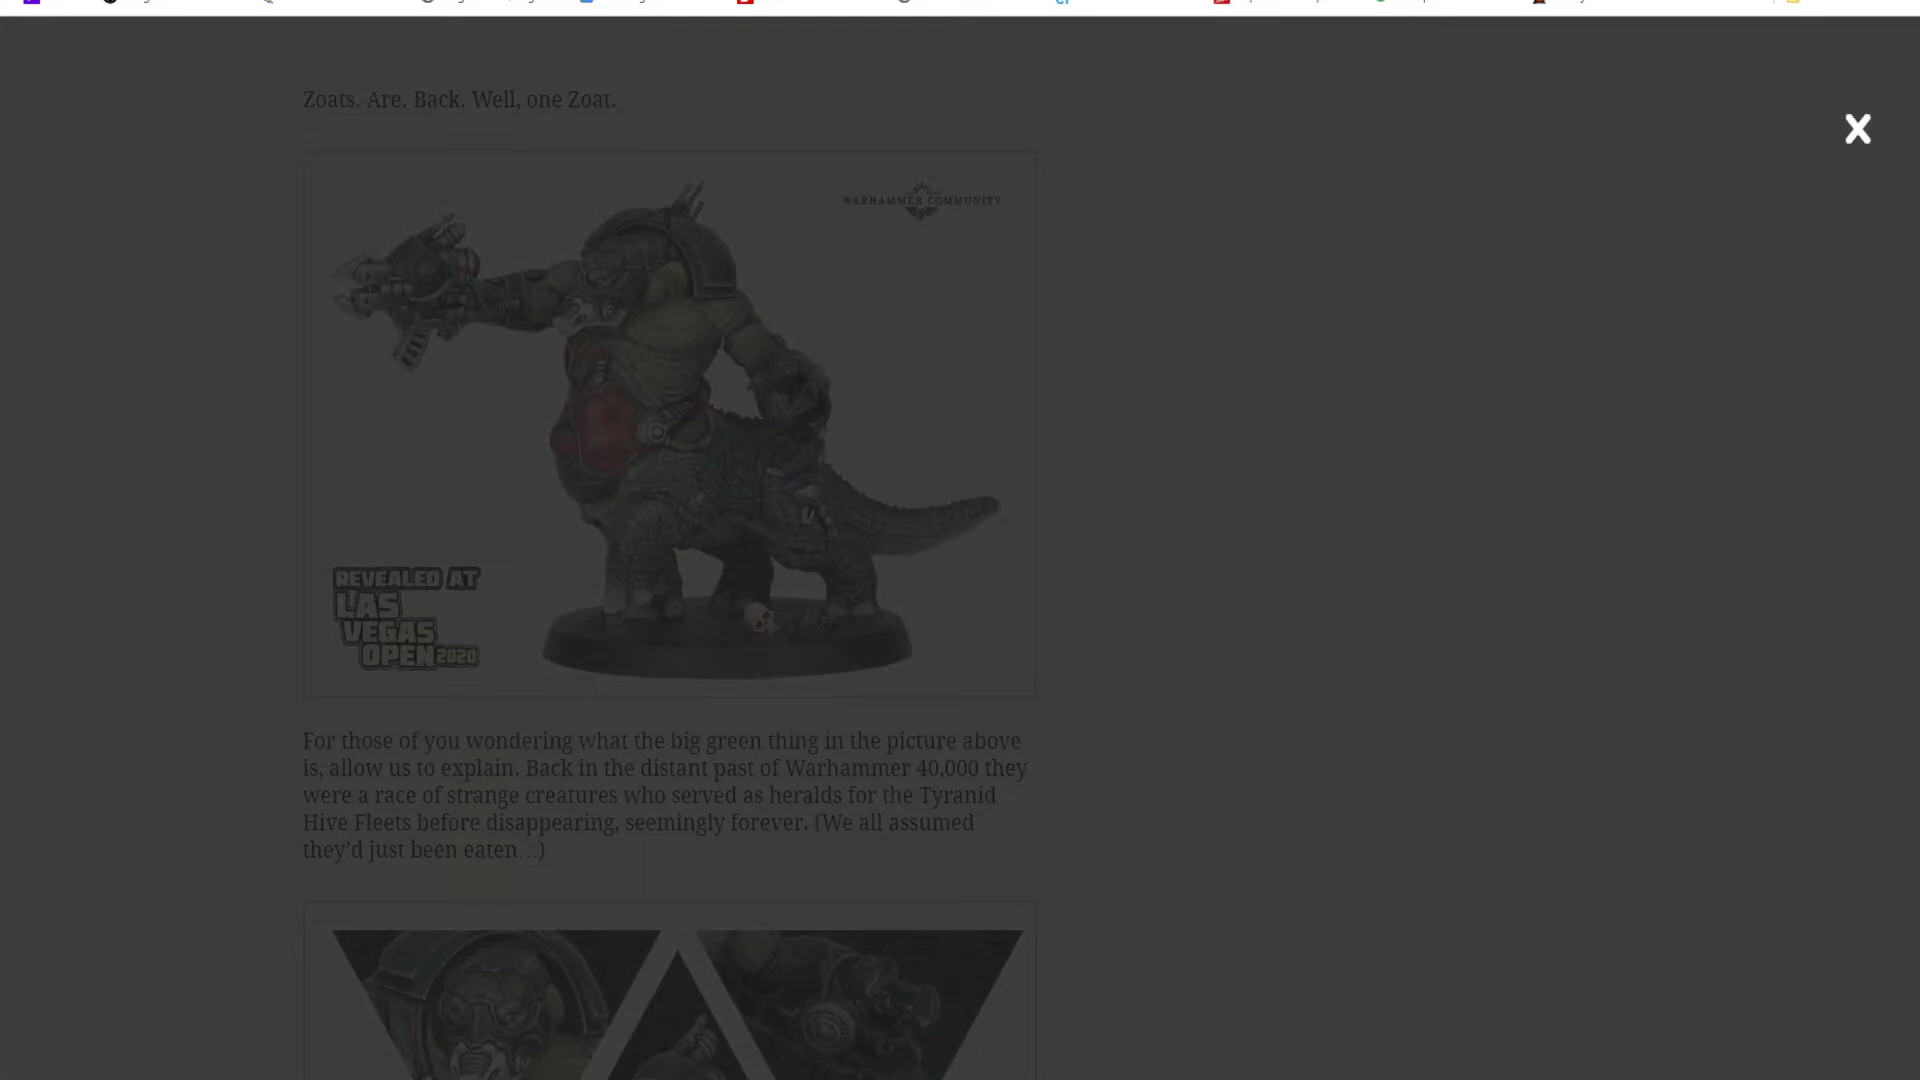 Zoats. Are. Back. Well, one Zoat.
WARHAMMER COMMUNITY
REVEALED AT
LAS
VEGAS
OPEN 2020
For those of you wondering what the big green thing in the picture above
is, allow us to explain. Back in the distant past of Warhammer 40,000 they
were a race of strange creatures who served as heralds for the Tyranid
Hive Fleets before disappearing, seemingly forever. (We all assumed
they’d just been eaten…)